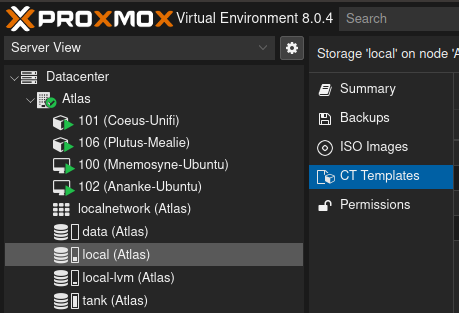 PROXMOX Virtual Environment 8.0.4 Search
Server View
Storage 'local' on node 'A
Datacenter
Atlas
101 (Coeus-Unifi)
106 (Plutus-Mealie)
100 (Mnemosyne-Ubuntu)
102 (Ananke-Ubuntu)
localnetwork (Atlas)
data (Atlas)
local (Atlas)
local-lvm (Atlas)
tank (Atlas)
Summary
Backups
ISO Images
CT Templates
Permissions